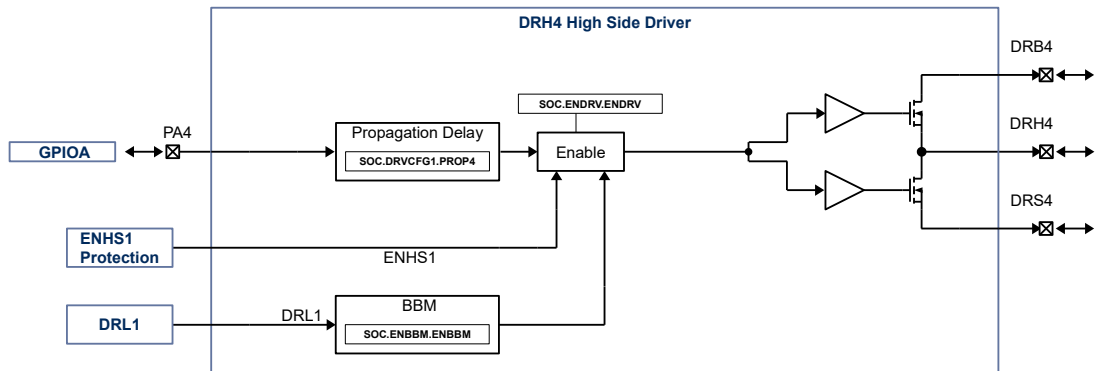 DRH4 High Side Driver
DRB4
SOC.ENDRV.ENDRV
PA4
Propagation Delay
GPIOA
SOC.DRVCFG1.PROP4
Enable
DRH4
DRS4
ENHS1
Protection
ENHS1
BBM
DRL1
DRL1
SOC.ENBBM.ENBBM